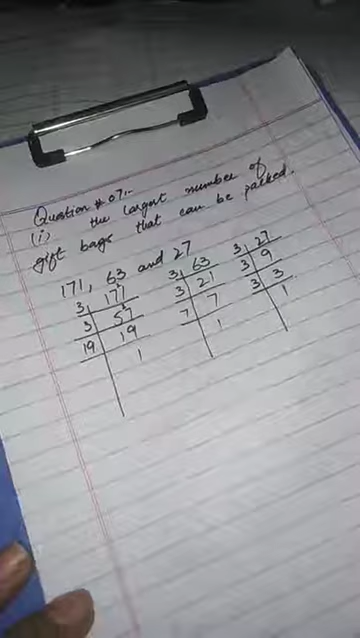 Question # 07:-
(i) the largest number of
gift bags that can be packed.
171, 63 and 27
3 171 3 63 3 27
3 57 3 21 3 9
19 19 7 7 3 3
1 1 1